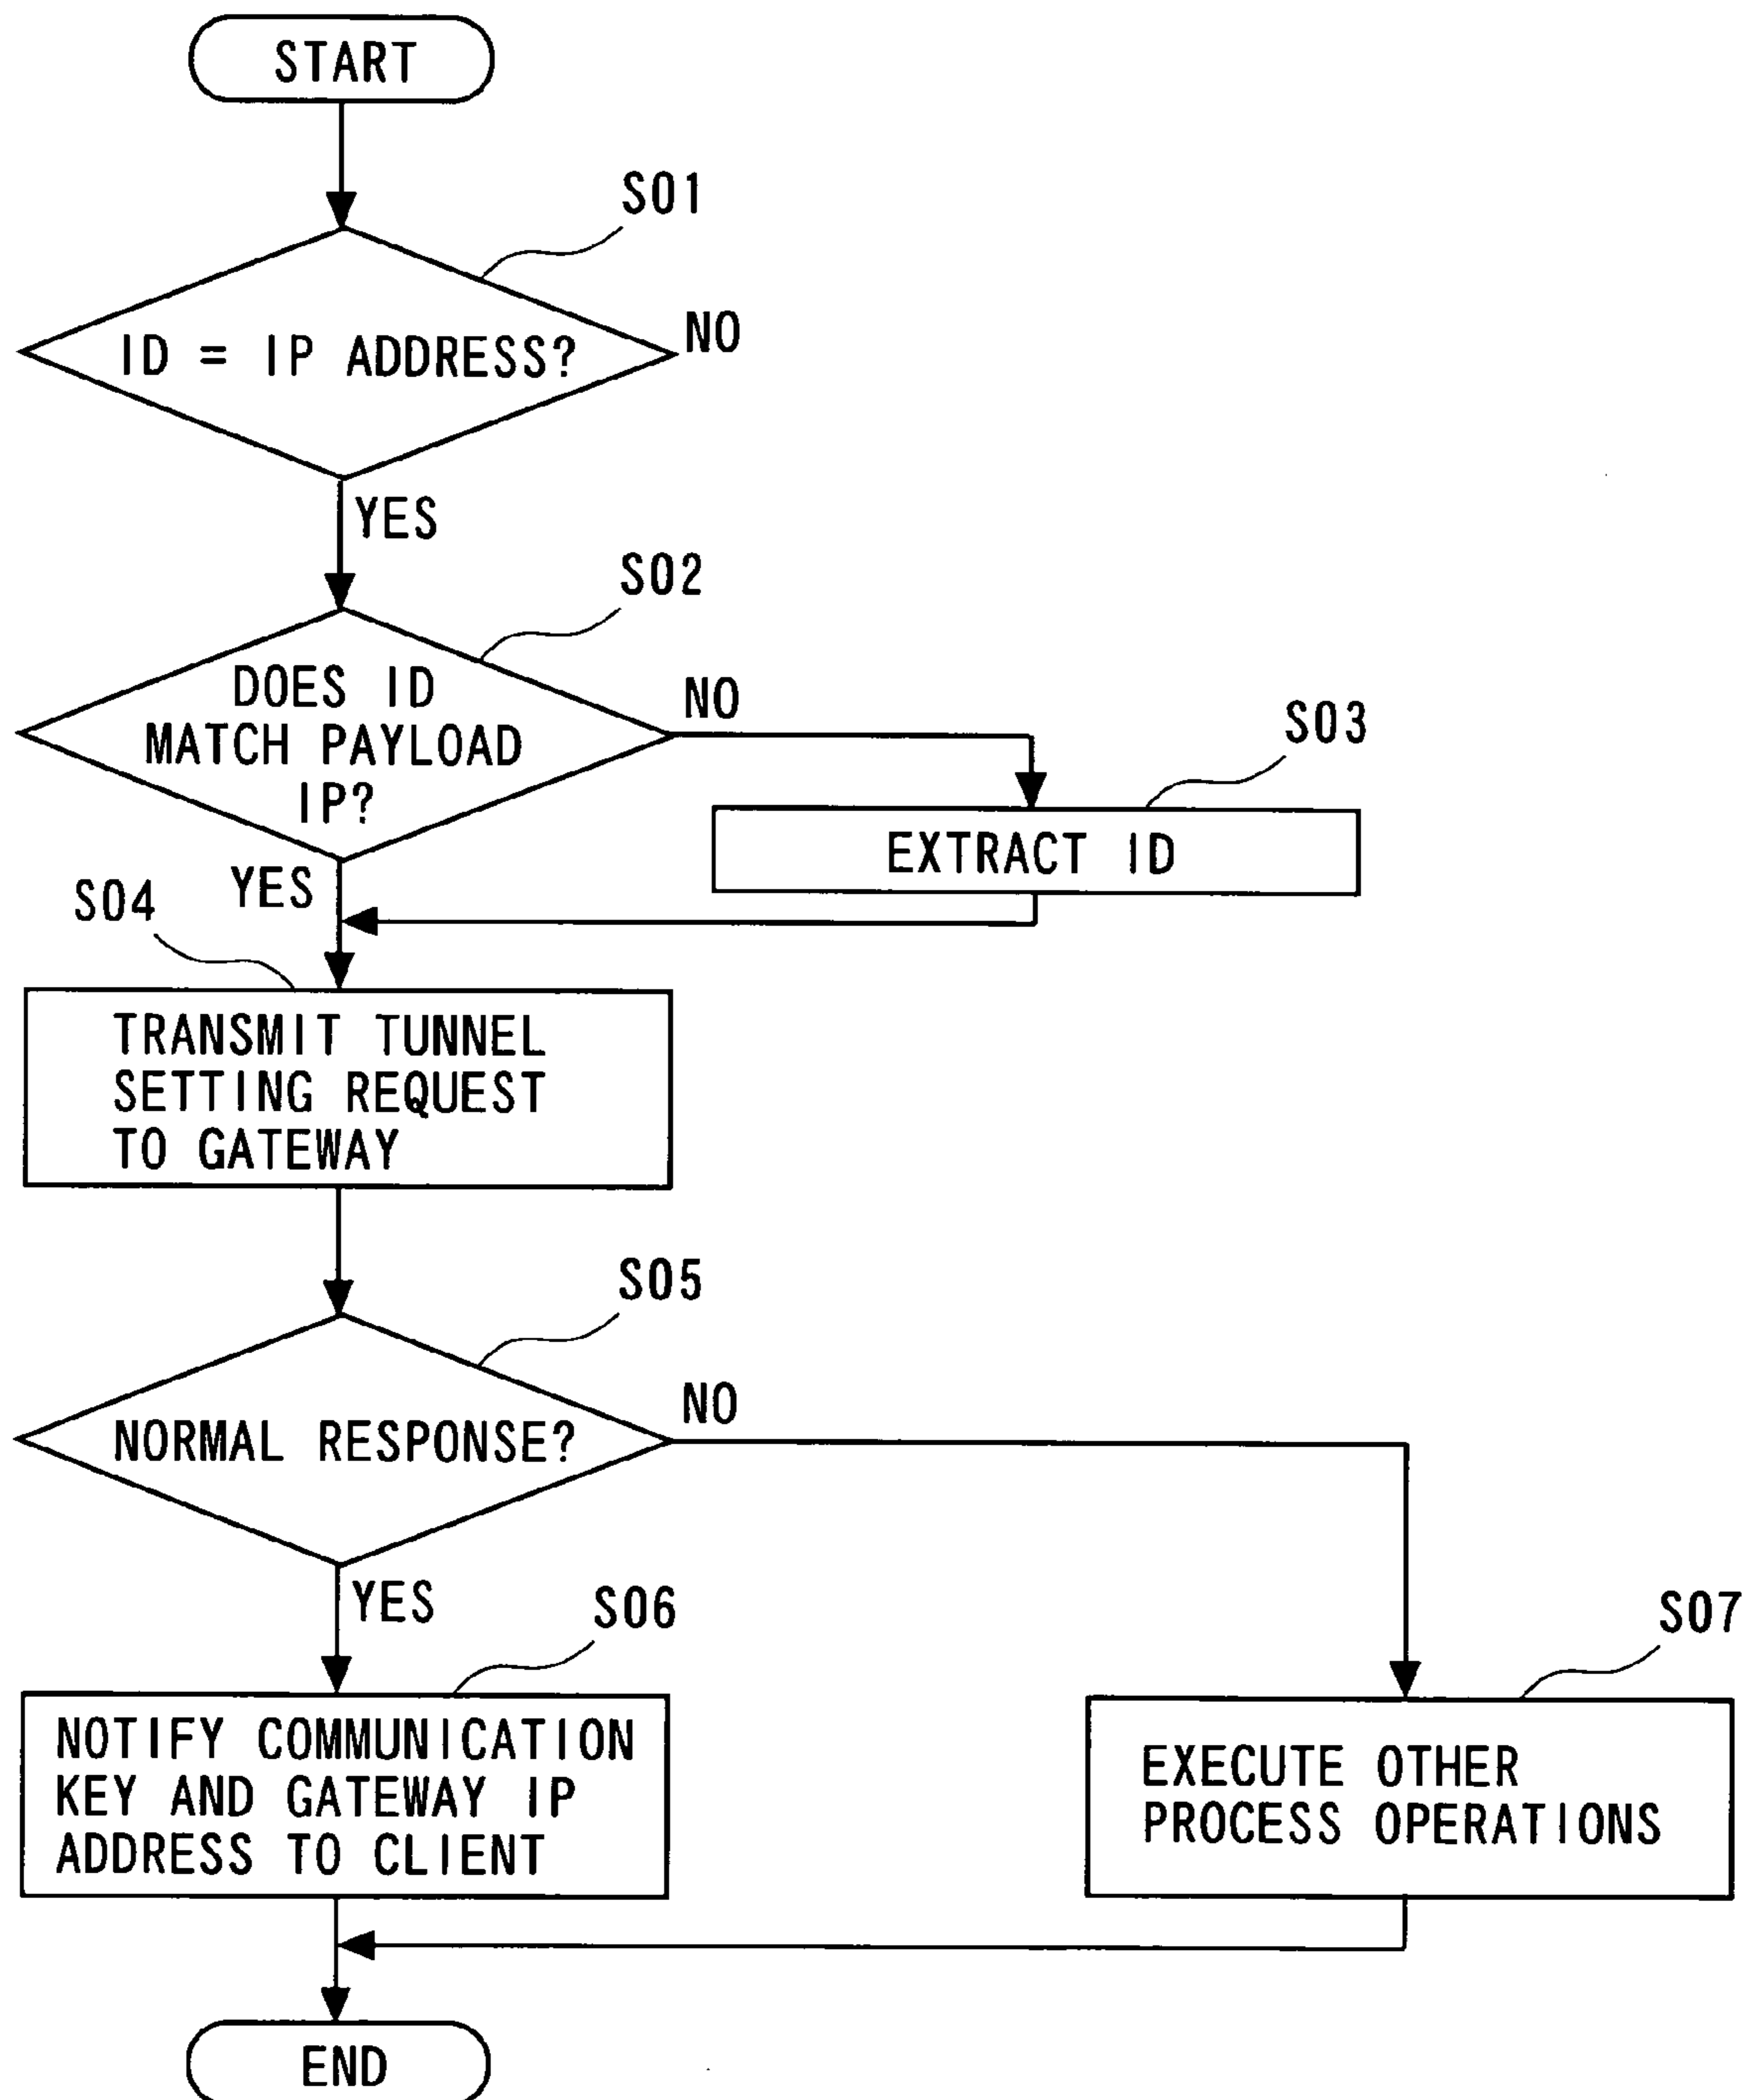 START
S01
ID = IP ADDRESS?
NO
YES
S02
DOES ID
MATCH PAYLOAD
IP?
NO
S03
EXTRACT ID
YES
S04
TRANSMIT TUNNEL
SETTING REQUEST
TO GATEWAY
S05
NORMAL RESPONSE?
NO
YES
S06
NOTIFY COMMUNICATION
KEY AND GATEWAY IP
ADDRESS TO CLIENT
S07
EXECUTE OTHER
PROCESS OPERATIONS
END